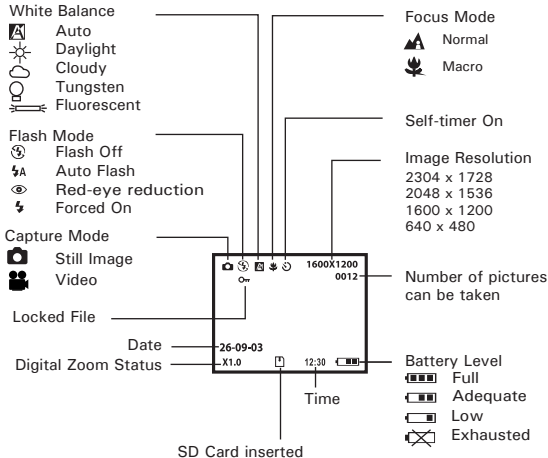 White Balance
Auto
Daylight
Cloudy
Tungsten
Fluorescent
Flash Mode
Flash Off
A
Auto Flash
Red-eye reduction
Forced On
Capture Mode
Still Image
Video
Locked File
Date
Digital Zoom Status
Focus Mode
Normal
Macro
Self-timer On
Image Resolution
2304 x 1728
2048 x 1536
1600 x 1200
640 x 480
Number of pictures
can be taken
Battery Level
Full
Adequate
Low
Exhausted
1600X1200
0012
26-09-03
X1.0
12:30
Time
SD Card inserted